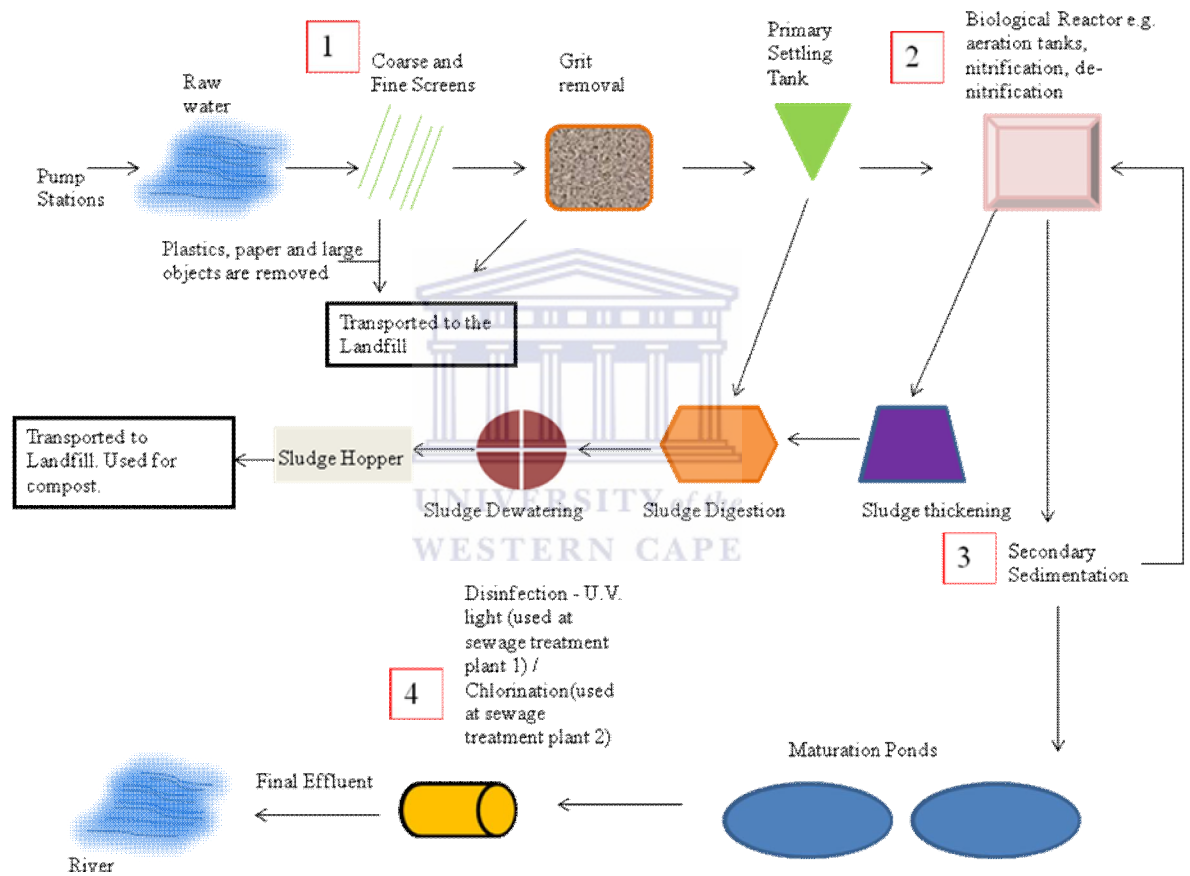 1
Coarse and
Fine Screens
Grit
removal
Primary
Settling
Tank
2
Biological Reactor e.g.
aeration tanks,
nitrification, de-
nitrification
Raw
water
Pump
Stations
Plastics, paper and large
objects are removed
Transported to the
Landfill
Transported to
Landfill. Used for
compost.
Sludge Hopper
Sludge Dewatering
Sludge Digestion
Sludge thickening
UNIVERSITY of the
WESTERN CAPE
3
Secondary
Sedimentation
4
Disinfection - U.V.
light (used at
sewage treatment
plant 1) /
Chlorination(used
at sewage
treatment plant 2)
Maturation Ponds
Final Effluent
River